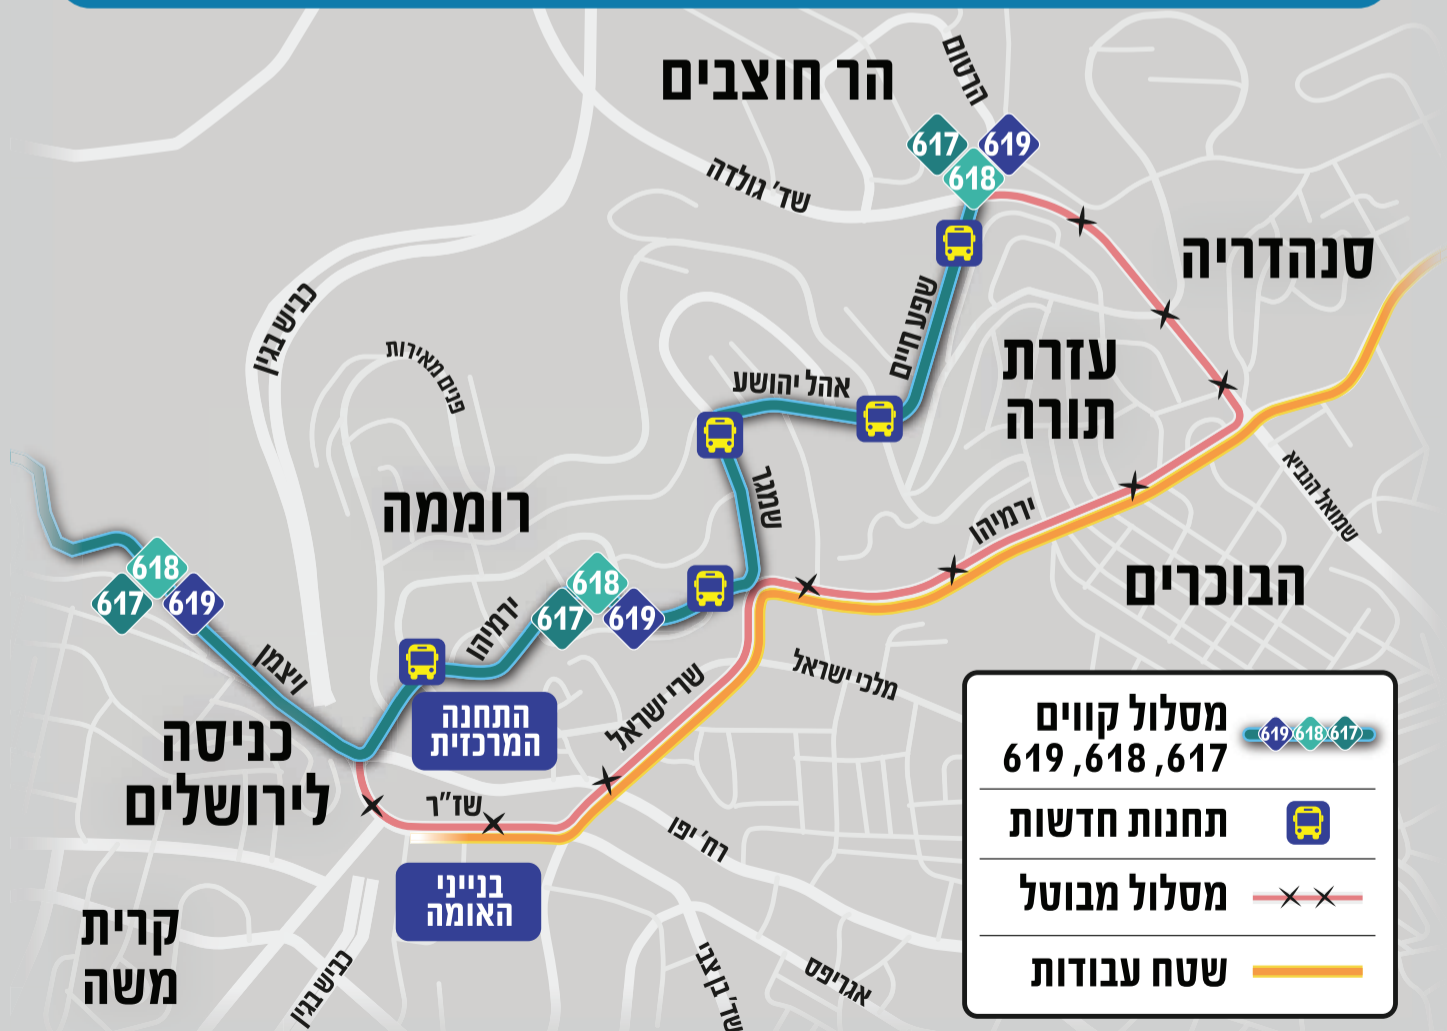 הר חוצבים
הרטום
617
619
618
שד' גולדה
סנהדריה
שפע חיים
כביש בגין
פנים מאירות
עזרת
תורה
אהל יהושע
רוממה
שמגר
ירמיהו
שמואל הנביא
הבוכרים
618
617
619
618
617
619
ירמיהו
ויצמן
התחנה
המרכזית
שרי ישראל
מלכי ישראל
כניסה
לירושלים
שז"ר
רח' יפו
בנייני
האומה
קרית
משה
כביש בגין
שד' בן צבי
אגריפס
מסלול קווים
617, 618, 619
619 618 617
תחנות חדשות
מסלול מבוטל
שטח עבודות